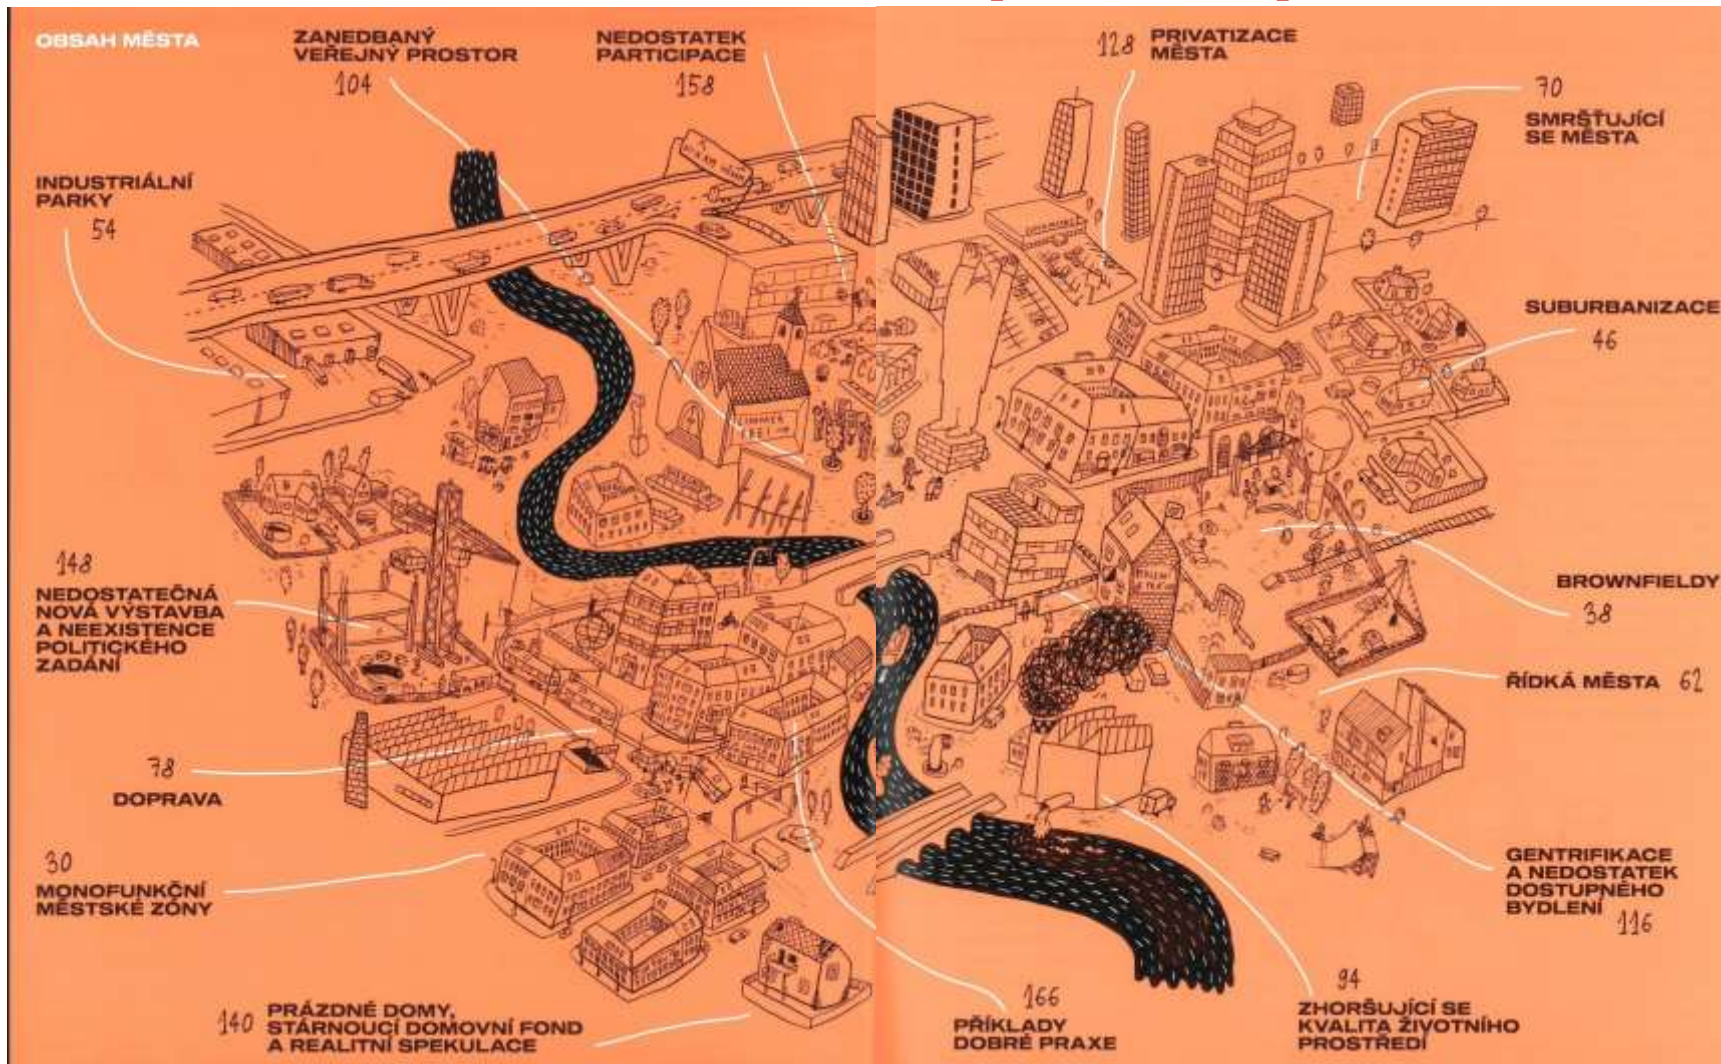 OBSAH MĚSTA
ZANEDBANÝ
VEŘEJNÝ PROSTOR
104
NEDOSTATEK
PARTICIPACE
158
128
PRIVATIZACE
MĚSTA
70
SMRŠŤUJÍCÍ
SE MĚSTA
INDUSTRIÁLNÍ
PARKY
54
SUBURBANIZACE
46
ZIMMER
FREI
148
NEDOSTATEČNÁ
NOVÁ VÝSTAVBA
A NEEXISTENCE
POLITICKÉHO
ZADÁNÍ
BROWNFIELDY
38
ŘÍDKÁ MĚSTA 62
78
DOPRAVA
30
MONOFUNKČNÍ
MĚSTSKÉ ZÓNY
GENTRIFIKACE
A NEDOSTATEK
DOSTUPNÉHO
BYDLENÍ
116
140
PRÁZDNÉ DOMY,
STÁRNOUCÍ DOMOVNÍ FOND
A REALITNÍ SPEKULACE
166
PŘÍKLADY
DOBRÉ PRAXE
94
ZHORŠUJÍCÍ SE
KVALITA ŽIVOTNÍHO
PROSTŘEDÍ